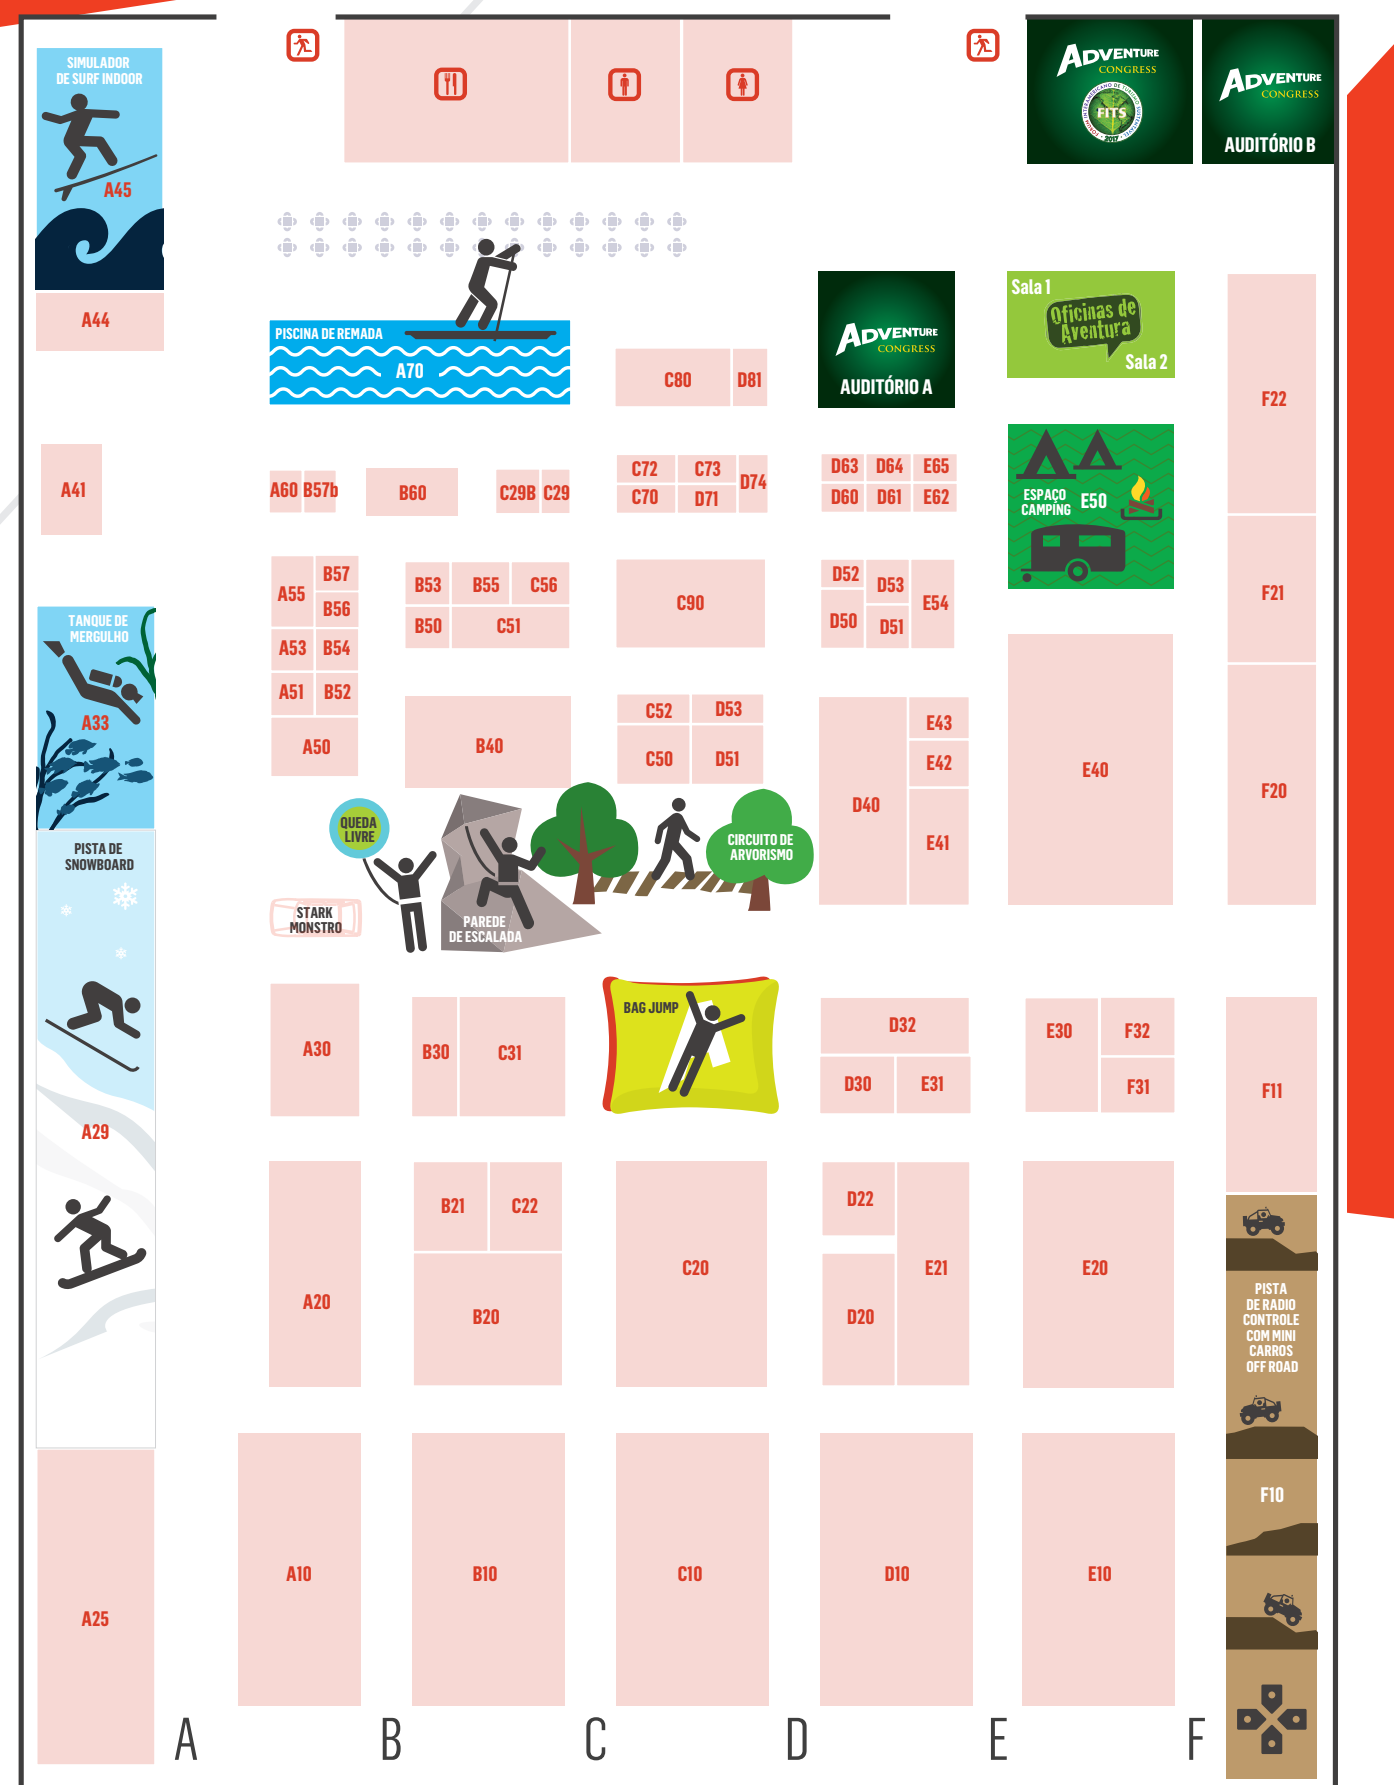 SIMULADOR
DE SURF INDOOR
A45
A44
A41
TANQUE DE
MERGULHO
A33
PISTA DE
SNOWBOARD
A29
A25
ADVENTURE
CONGRESS
FÓRUM INTERAMERICANO DE TURISMO SUSTENTÁVEL
FITS
2017
ADVENTURE
CONGRESS
AUDITÓRIO B
PISCINA DE REMADA
A70
C80
D81
ADVENTURE
CONGRESS
AUDITÓRIO A
Sala 1
Oficinas de
Aventura
Sala 2
F22
A60
B57b
B60
C29B
C29
C72
C73
D74
C70
D71
D63
D64
E65
D60
D61
E62
ESPAÇO
CAMPÍNG
E50
A55
B57
B56
A53
B54
A51
B52
A50
B53
B55
C56
B50
C51
C90
D52
D53
E54
D50
D51
F21
B40
C52
D53
C50
D51
D40
E43
E42
E41
E40
F20
QUEDA
LIVRE
CIRCUITO DE
ARVORISMO
STARK
MONSTRO
PAREDE
DE ESCALADA
A30
B30
C31
BAG JUMP
D32
D30
E31
E30
F32
F31
F11
A20
B21
C22
B20
C20
D22
D20
E21
E20
PISTA
DE RADIO
CONTROLE
COM MINI
CARROS
OFF ROAD
F10
A10
B10
C10
D10
E10
A
B
C
D
E
F